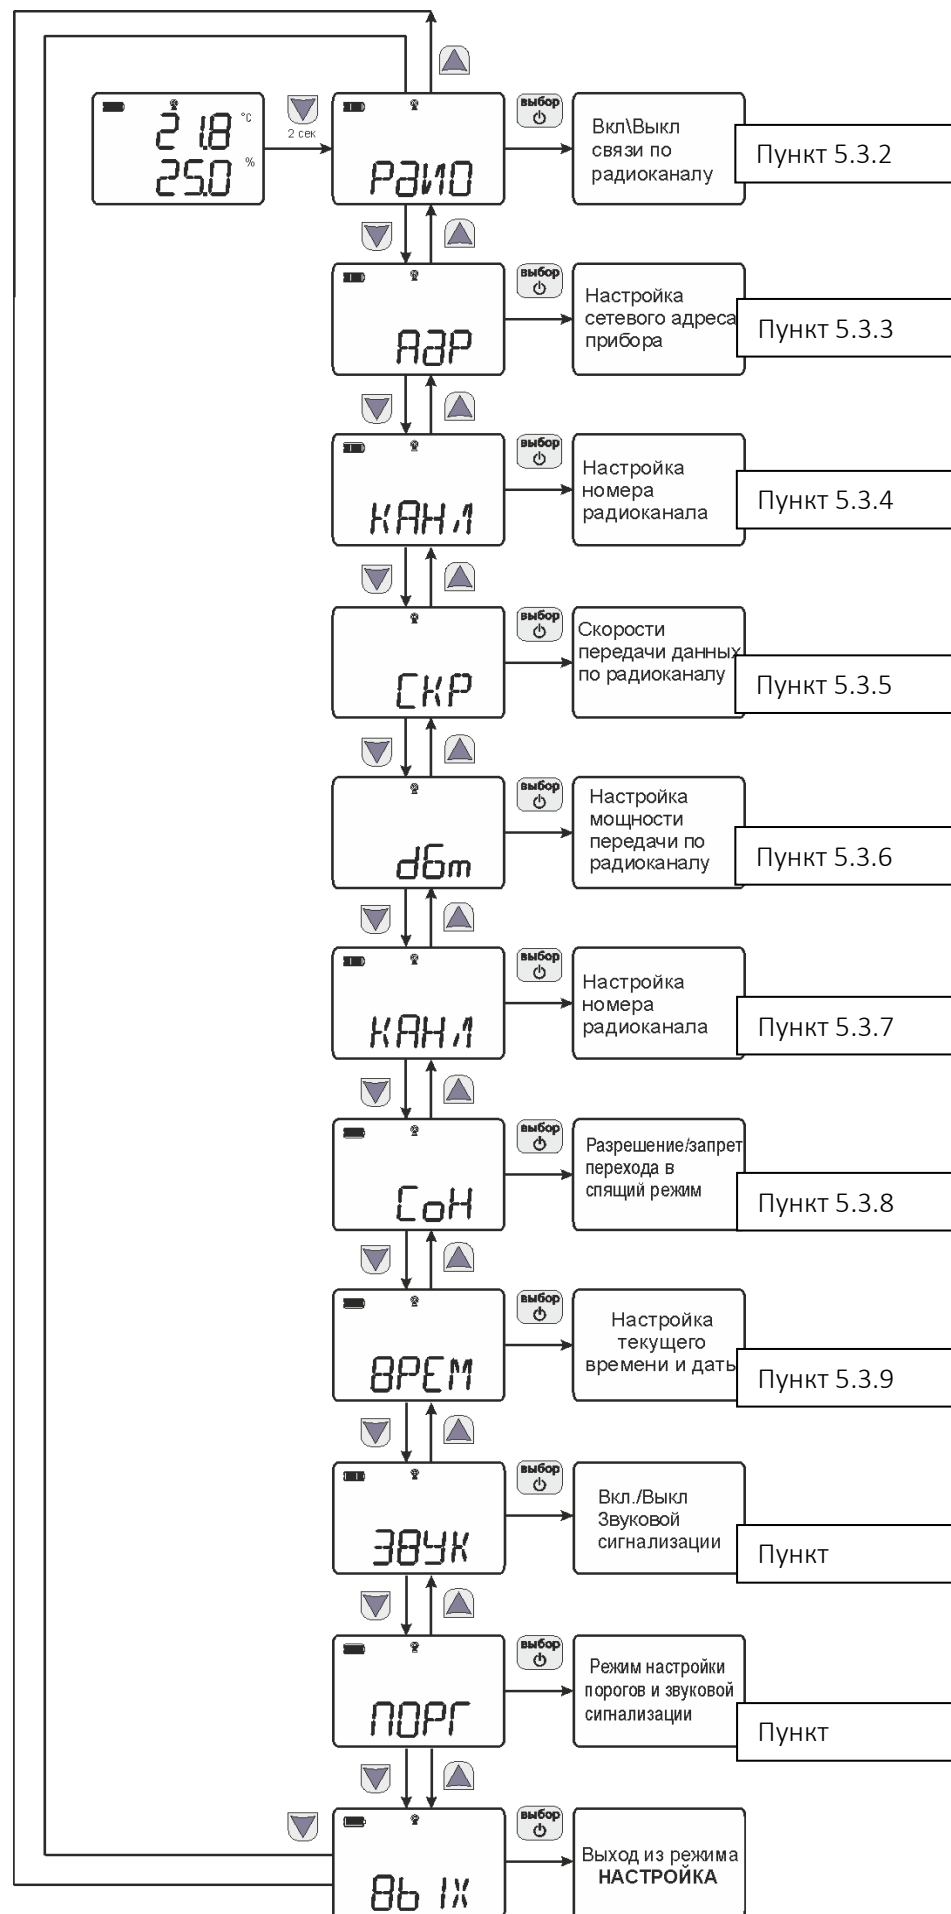 21.8 °C
25.0 %
2 сек
РадИО
выбор
Вкл\Выкл
связи по
радиоканалу
Пункт 5.3.2
АдР
выбор
Настройка
сетевого адреса
прибора
Пункт 5.3.3
КАНЛ
выбор
Настройка
номера
радиоканала
Пункт 5.3.4
СКР
выбор
Скорости
передачи данных
по радиоканалу
Пункт 5.3.5
dбm
выбор
Настройка
мощности
передачи по
радиоканалу
Пункт 5.3.6
КАНЛ
выбор
Настройка
номера
радиоканала
Пункт 5.3.7
СоН
выбор
Разрешение/запрет
перехода в
спящий режим
Пункт 5.3.8
ВРЕМ
выбор
Настройка
текущего
времени и даты
Пункт 5.3.9
ЗВУК
выбор
Вкл./Выкл
Звуковой
сигнализации
Пункт
ПОРГ
выбор
Режим настройки
порогов и звуковой
сигнализации
Пункт
ВЫХ
выбор
Выход из режима
НАСТРОЙКА